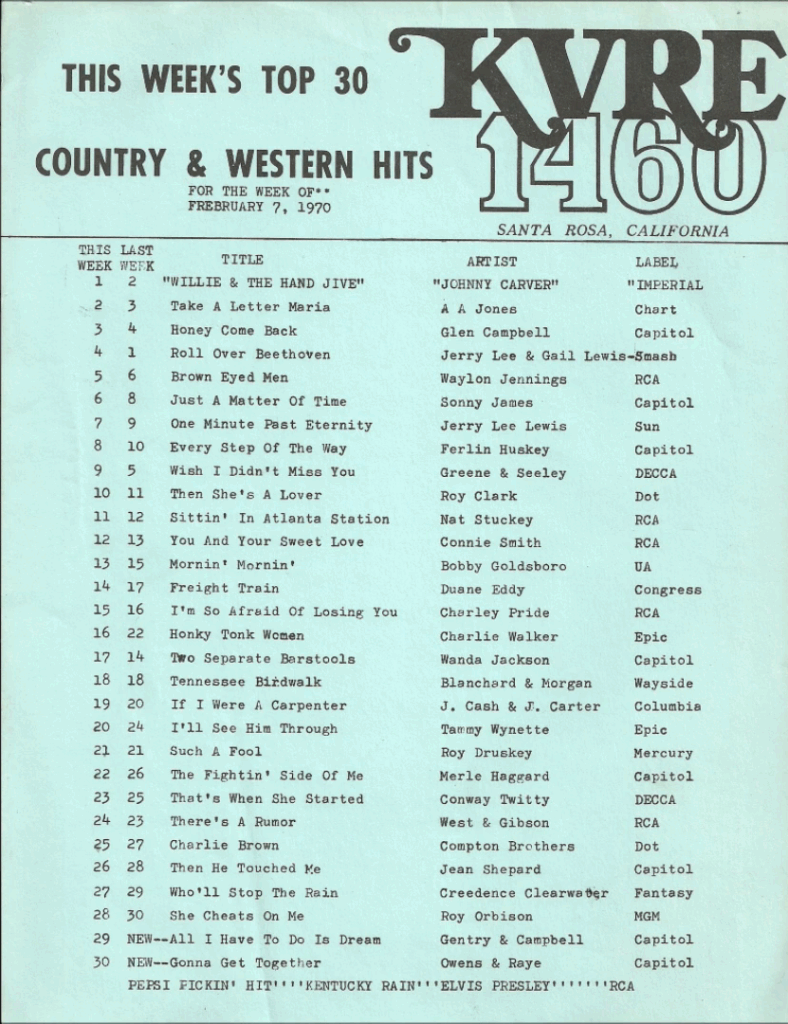 THIS WEEK'S TOP 30
KVRE
1460
COUNTRY & WESTERN HITS
FOR THE WEEK OF**
FREBRUARY 7, 1970
SANTA ROSA, CALIFORNIA
THIS LAST
WEEK WEEK TITLE ARTIST LABEL
1 2 "WILLIE & THE HAND JIVE" "JOHNNY CARVER" "IMPERIAL
2 3 Take A Letter Maria A A Jones Chart
3 4 Honey Come Back Glen Campbell Capitol
4 1 Roll Over Beethoven Jerry Lee & Gail Lewis-Smash
5 6 Brown Eyed Men Waylon Jennings RCA
6 8 Just A Matter Of Time Sonny James Capitol
7 9 One Minute Past Eternity Jerry Lee Lewis Sun
8 10 Every Step Of The Way Ferlin Huskey Capitol
9 5 Wish I Didn't Miss You Greene & Seeley DECCA
10 11 Then She's A Lover Roy Clark Dot
11 12 Sittin' In Atlanta Station Nat Stuckey RCA
12 13 You And Your Sweet Love Connie Smith RCA
13 15 Mornin' Mornin' Bobby Goldsboro UA
14 17 Freight Train Duane Eddy Congress
15 16 I'm So Afraid Of Losing You Charley Pride RCA
16 22 Honky Tonk Women Charlie Walker Epic
17 14 Two Separate Barstools Wanda Jackson Capitol
18 18 Tennessee Birdwalk Blanchard & Morgan Wayside
19 20 If I Were A Carpenter J. Cash & J. Carter Columbia
20 24 I'll See Him Through Tammy Wynette Epic
21 21 Such A Fool Roy Druskey Mercury
22 26 The Fightin' Side Of Me Merle Haggard Capitol
23 25 That's When She Started Conway Twitty DECCA
24 23 There's A Rumor West & Gibson RCA
25 27 Charlie Brown Compton Brothers Dot
26 28 Then He Touched Me Jean Shepard Capitol
27 29 Who'll Stop The Rain Creedence Clearwater Fantasy
28 30 She Cheats On Me Roy Orbison MGM
29 NEW--All I Have To Do Is Dream Gentry & Campbell Capitol
30 NEW--Gonna Get Together Owens & Raye Capitol
PEPSI PICKIN' HIT''''KENTUCKY RAIN'''ELVIS PRESLEY'''''''RCA